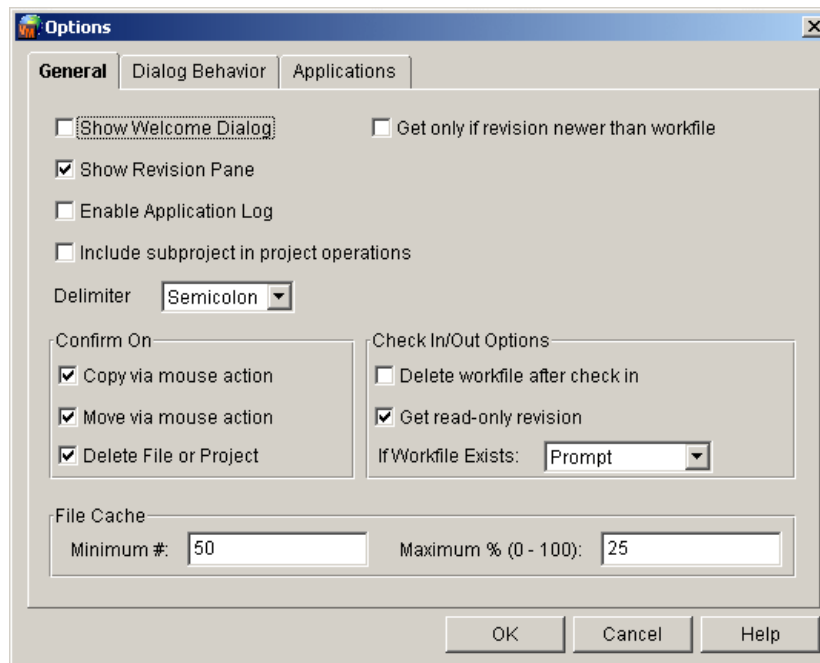 Options
General Dialog Behavior Applications
Show Welcome Dialog Get only if revision newer than workfile
Show Revision Pane
Enable Application Log
Include subproject in project operations
Delimiter Semicolon
Confirm On
Copy via mouse action
Move via mouse action
Delete File or Project
Check In/Out Options
Delete workfile after check in
Get read-only revision
If Workfile Exists: Prompt
File Cache
Minimum #: 50 Maximum % (0 - 100): 25
OK Cancel Help